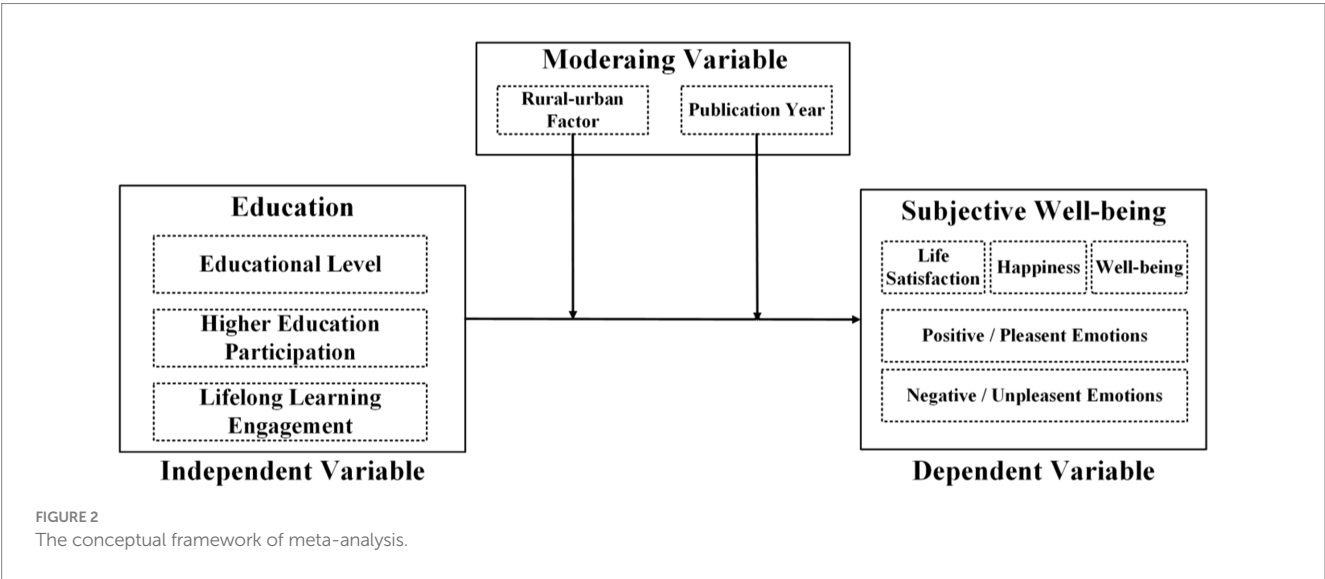 Moderaing Variable
Rural-urban
Factor
Publication Year
Education
Educational Level
Higher Education
Participation
Lifelong Learning
Engagement
Independent Variable
Subjective Well-being
Life
Satisfaction
Happiness
Well-being
Positive / Pleasent Emotions
Negative / Unpleasent Emotions
Dependent Variable
FIGURE 2
The conceptual framework of meta-analysis.